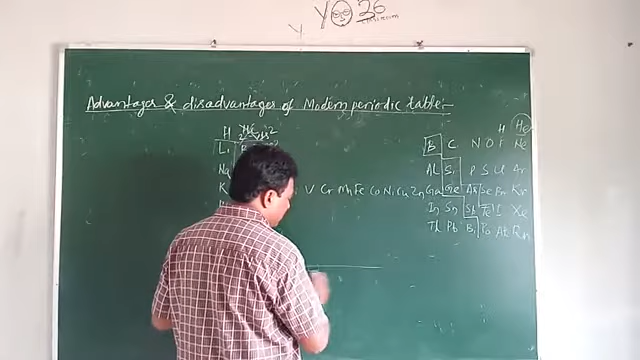 26
Advantages & disadvantages of Modern periodic table:-
H H He
Li B C N O F Ne
Na Al Si P S Cl Ar
K V Cr Mn Fe Co Ni Cu Zn Ga Ge As Se Br Kr
In Sn Sb Te I Xe
Tl Pb Bi Po At Rn